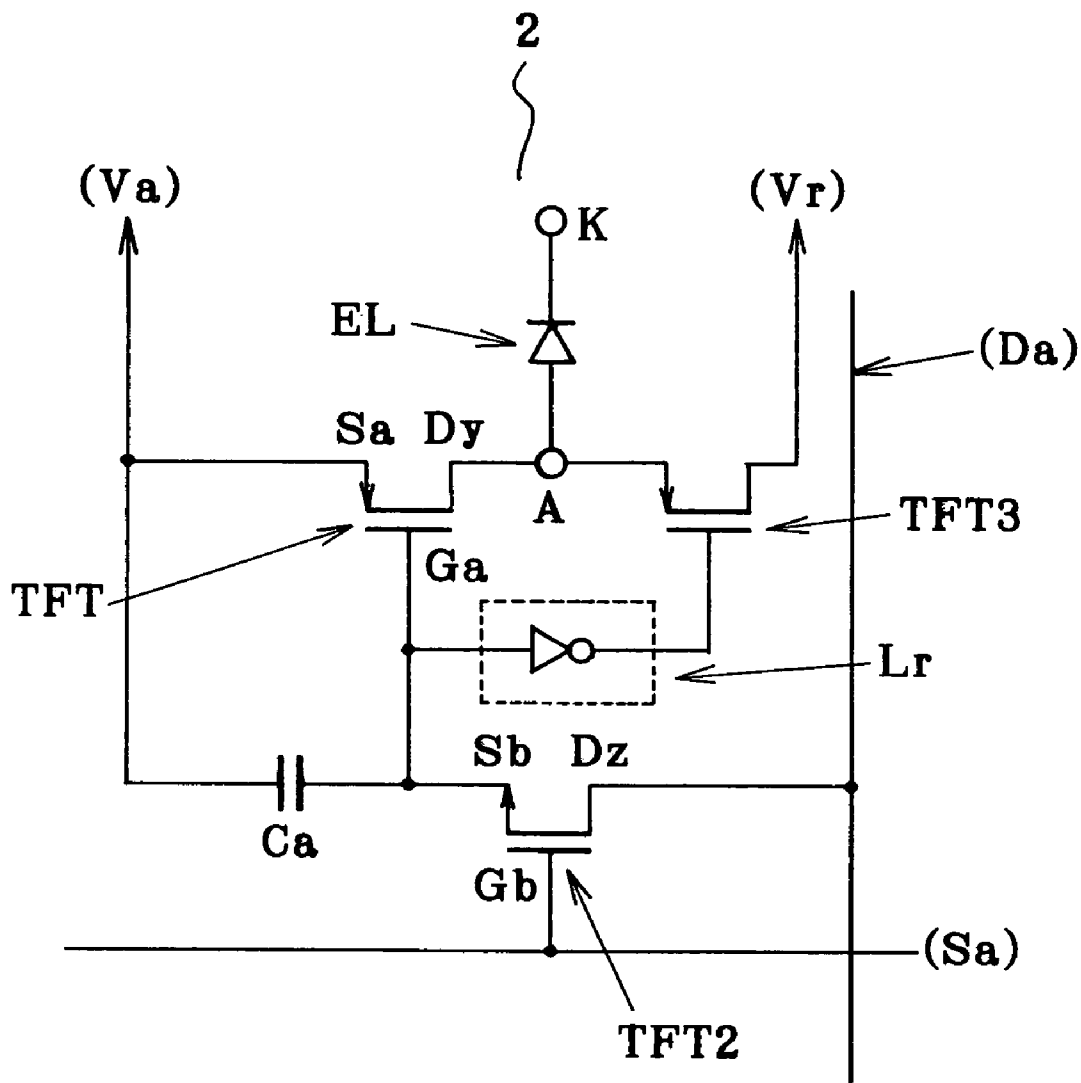 2
(Va)
(Vr)
K
EL
(Da)
Sa Dy
A
TFT3
Ga
TFT
Lr
Sb Dz
Ca
Gb
(Sa)
TFT2